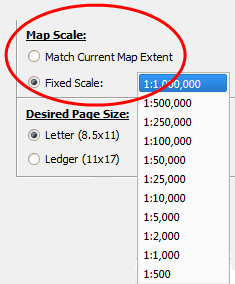 Map Scale:
Match Current Map Extent
Fixed Scale:
1:1,000,000
1:500,000
1:250,000
1:100,000
1:50,000
1:25,000
1:10,000
1:5,000
1:2,000
1:1,000
1:500
Desired Page Size:
Letter (8.5x11)
Ledger (11x17)